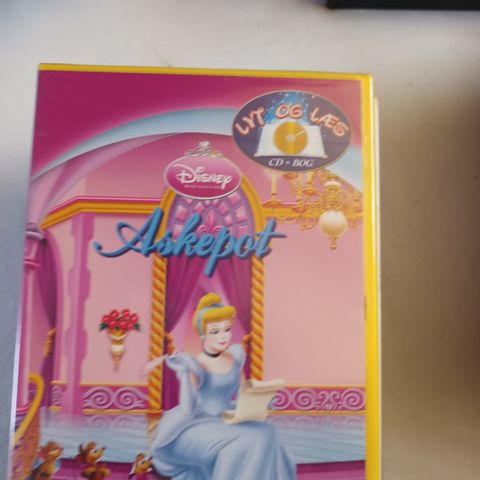 LYT OG LÆS
CD + BOG
Disney
Askepot